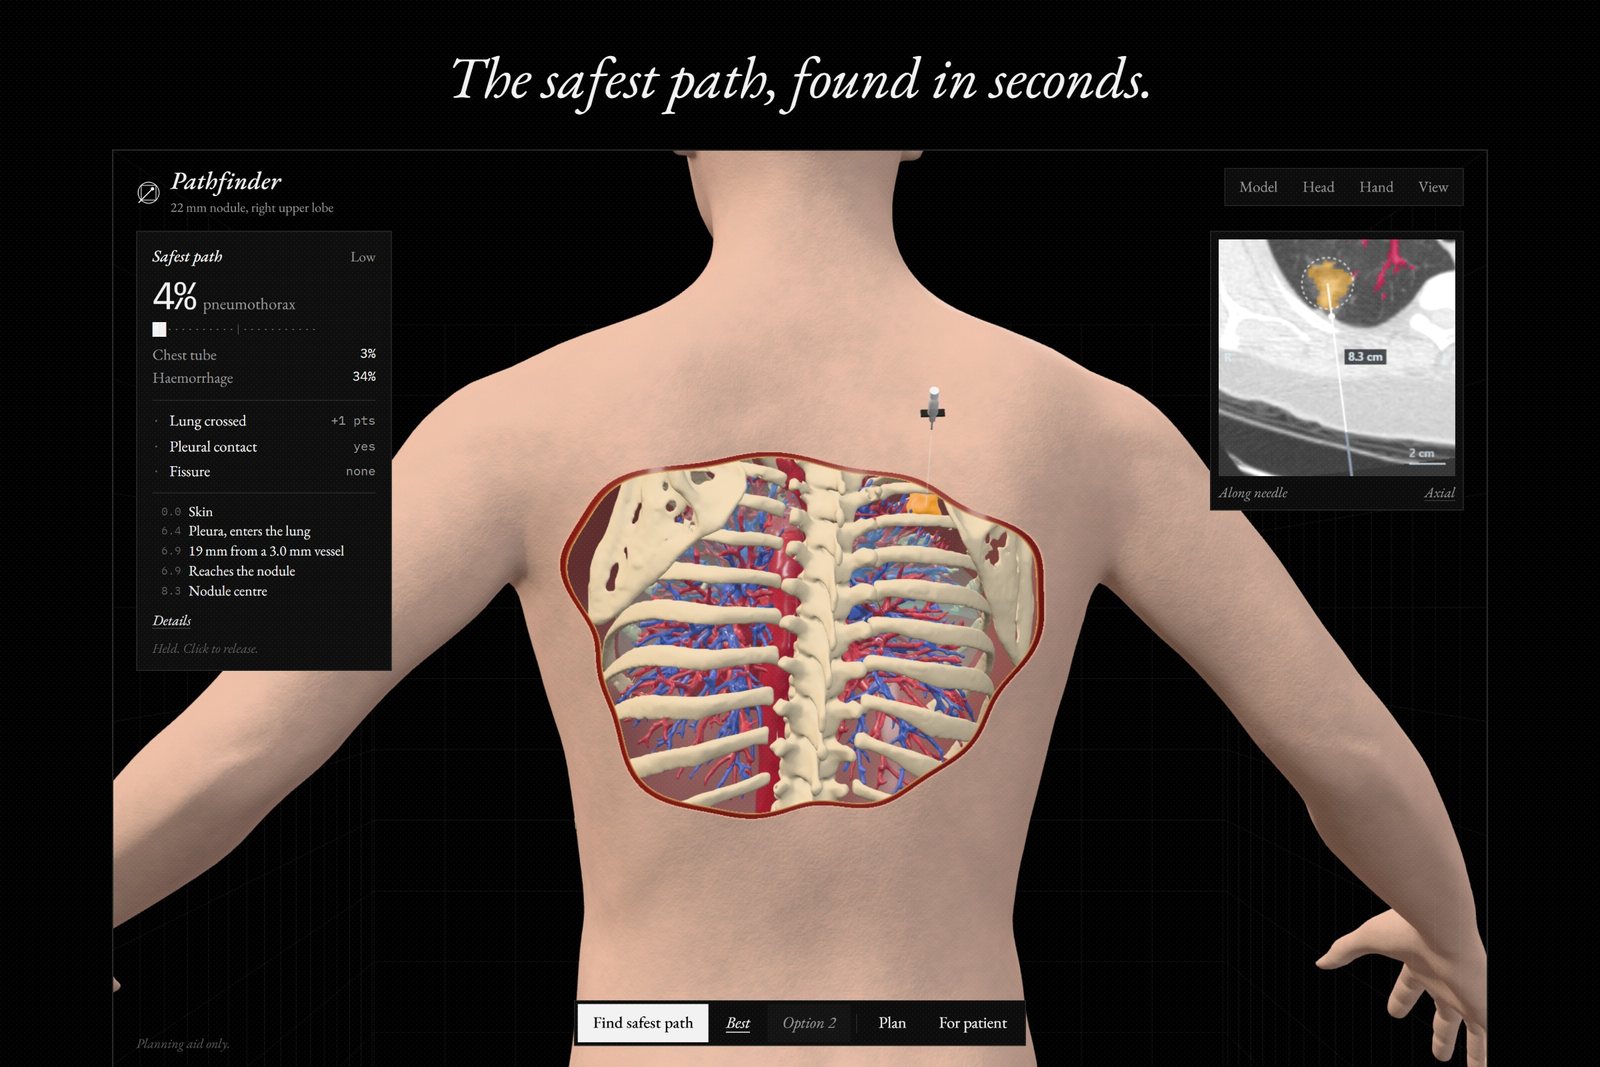 The safest path, found in seconds.
Pathfinder
22 mm nodule, right upper lobe
Model Head Hand View
Safest path Low
4% pneumothorax
Chest tube 3%
Haemorrhage 34%
Lung crossed +1 pts
Pleural contact yes
Fissure none
0.0 Skin
6.4 Pleura, enters the lung
6.9 19 mm from a 3.0 mm vessel
6.9 Reaches the nodule
8.3 Nodule centre
Details
Held. Click to release.
R
8.3 cm
2 cm
Along needle Axial
Find safest path Best Option 2 Plan For patient
Planning aid only.